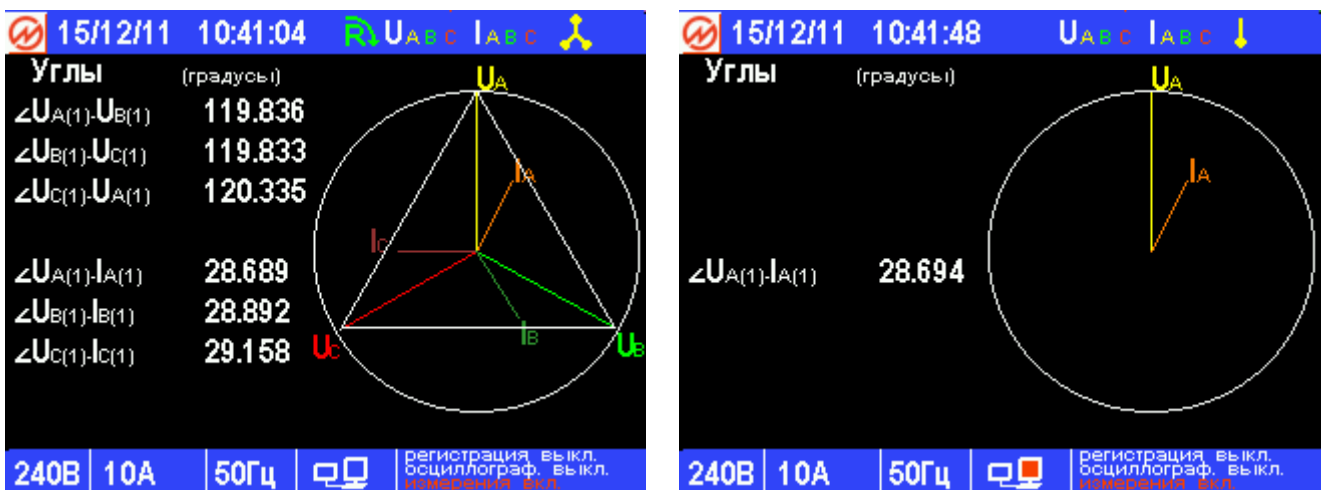 15/12/11 10:41:04 R UABC IABC
Углы (градусы) UA
∠UA(1)-UB(1) 119.836
∠UB(1)-UC(1) 119.833
∠UC(1)-UA(1) 120.335
IA
IC
∠UA(1)-IA(1) 28.689
∠UB(1)-IB(1) 28.892
∠UC(1)-IC(1) 29.158
IB
UC UB
240В 10А 50Гц
регистрация выкл.
осциллограф. выкл.
измерения вкл.
15/12/11 10:41:48 UABC IABC
Углы (градусы) UA
IA
∠UA(1)-IA(1) 28.694
240В 10А 50Гц
регистрация выкл.
осциллограф. выкл.
измерения вкл.